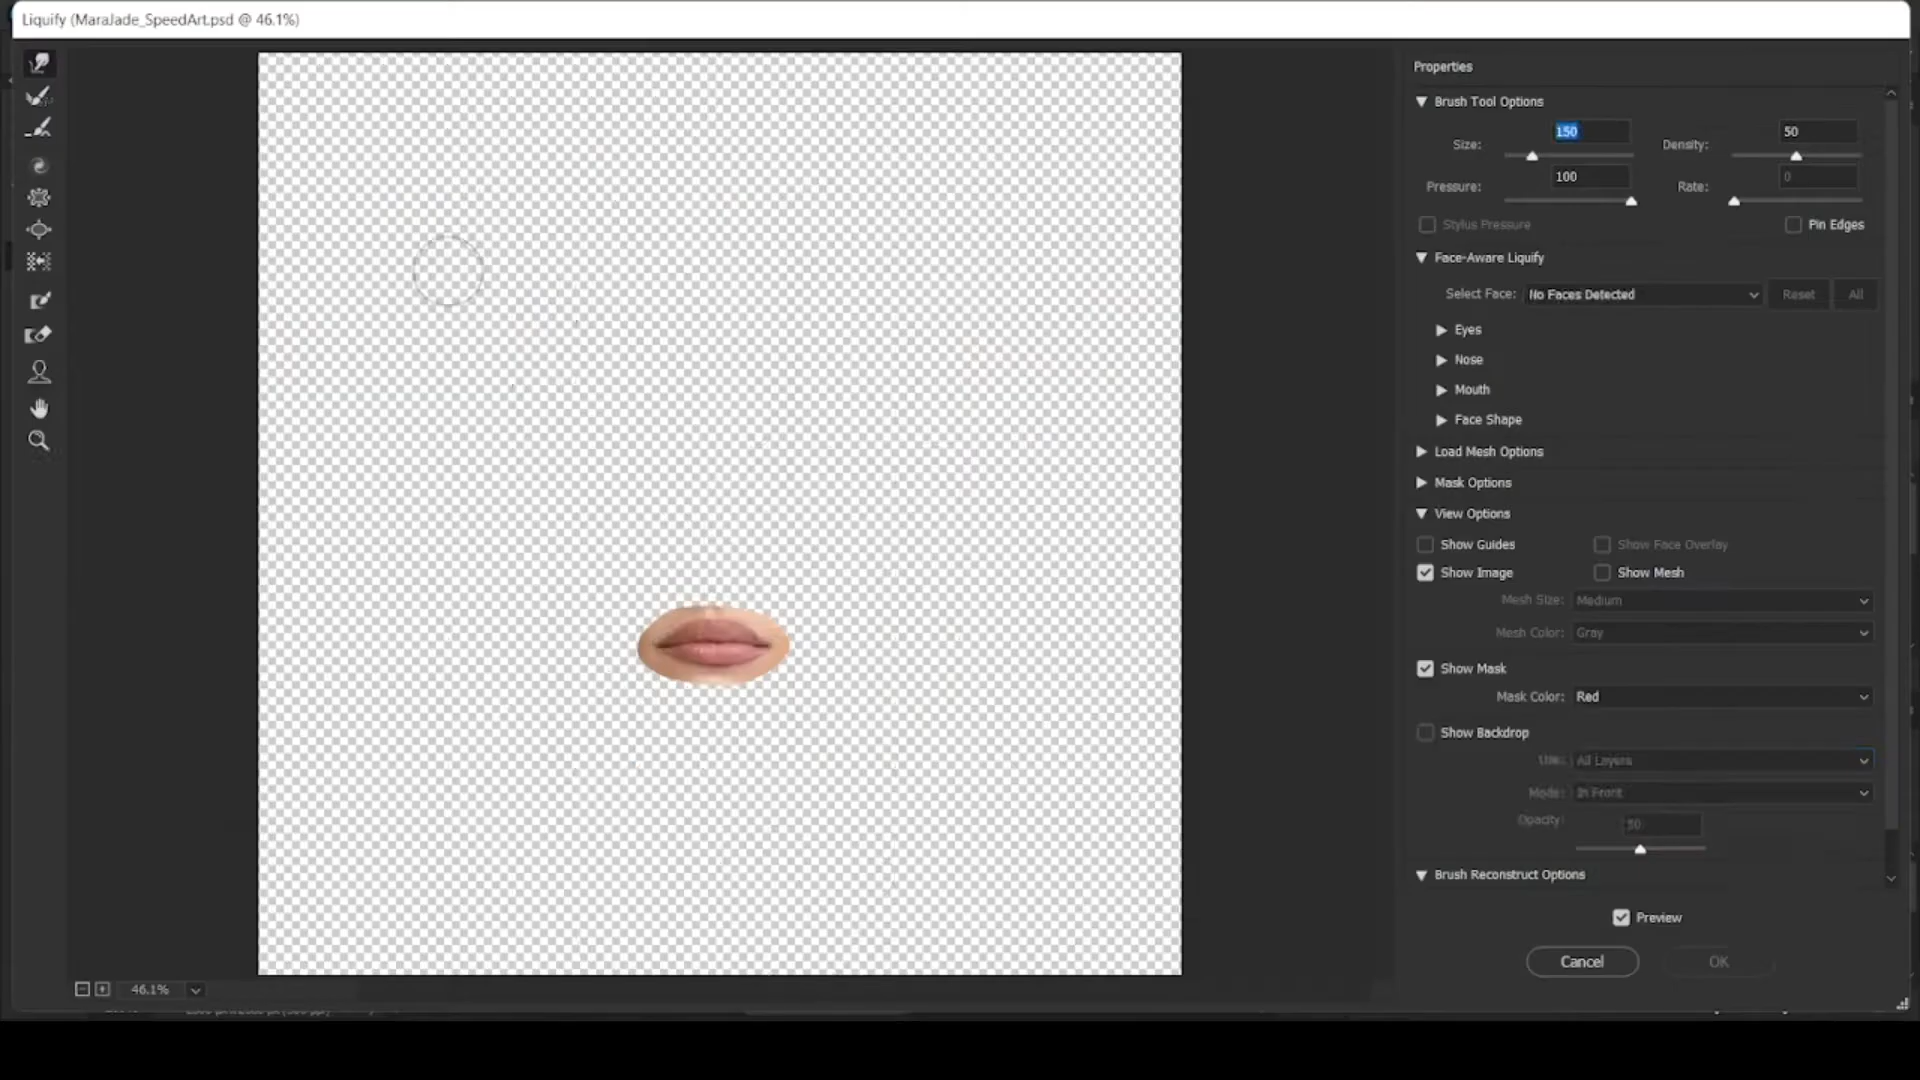 Liquify (MaraJade_SpeedArt.psd @ 46.1%)
Properties
Brush Tool Options
Size: 150 Density: 50
Pressure: 100 Rate: 0
Stylus Pressure Pin Edges
Face-Aware Liquify
Select Face: No Faces Detected Reset All
Eyes
Nose
Mouth
Face Shape
Load Mesh Options
Mask Options
View Options
Show Guides Show Face Overlay
Show Image Show Mesh
Mesh Size: Medium
Mesh Color: Gray
Show Mask
Mask Color: Red
Show Backdrop
Use: All Layers
Mode: In Front
Opacity: 50
Brush Reconstruct Options
Preview
Cancel OK
46.1%